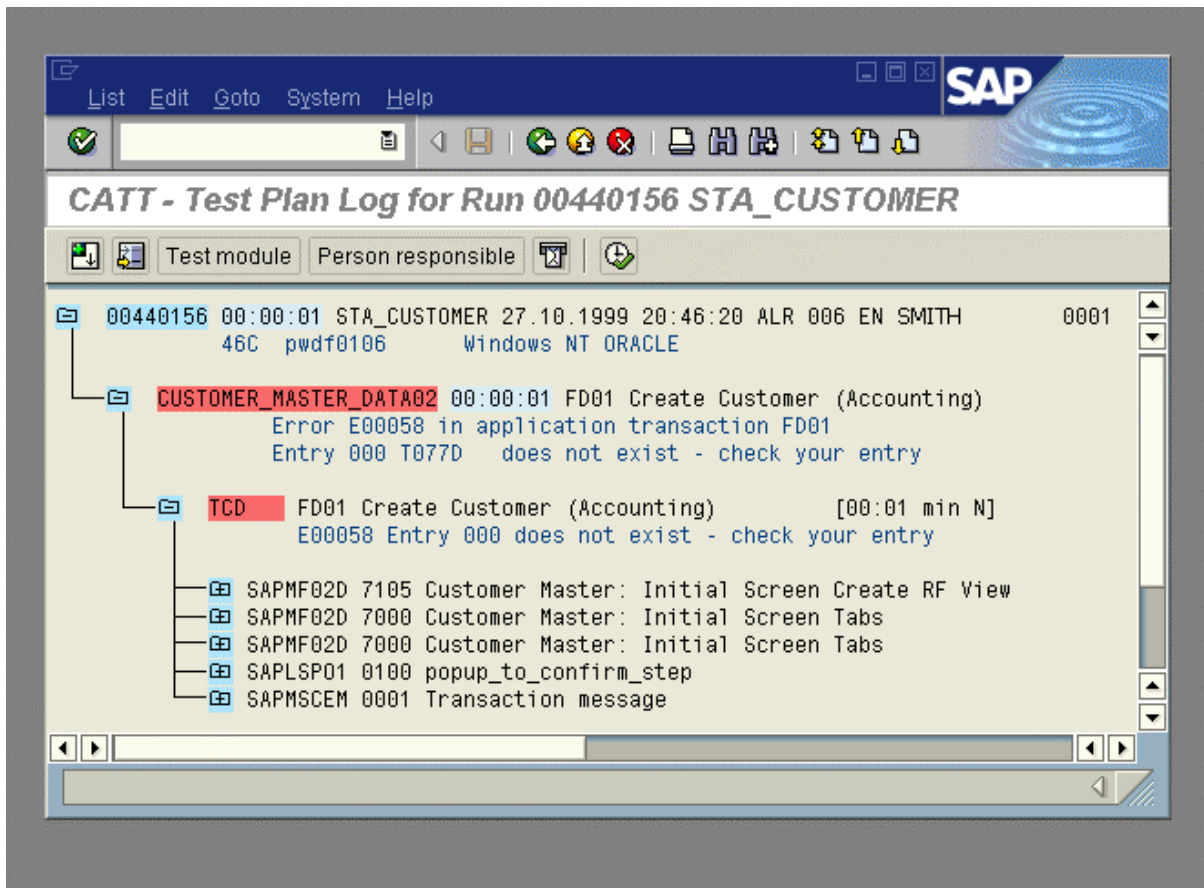 List Edit Goto System Help
SAP
CATT - Test Plan Log for Run 00440156 STA_CUSTOMER
Test module Person responsible
00440156 00:00:01 STA_CUSTOMER 27.10.1999 20:46:20 ALR 006 EN SMITH 0001
46C pwdf0106 Windows NT ORACLE
CUSTOMER_MASTER_DATA02 00:00:01 FD01 Create Customer (Accounting)
Error E00058 in application transaction FD01
Entry 000 T077D does not exist - check your entry
TCD FD01 Create Customer (Accounting) [00:01 min N]
E00058 Entry 000 does not exist - check your entry
SAPMF02D 7105 Customer Master: Initial Screen Create RF View
SAPMF02D 7000 Customer Master: Initial Screen Tabs
SAPMF02D 7000 Customer Master: Initial Screen Tabs
SAPLSPO1 0100 popup_to_confirm_step
SAPMSCEM 0001 Transaction message